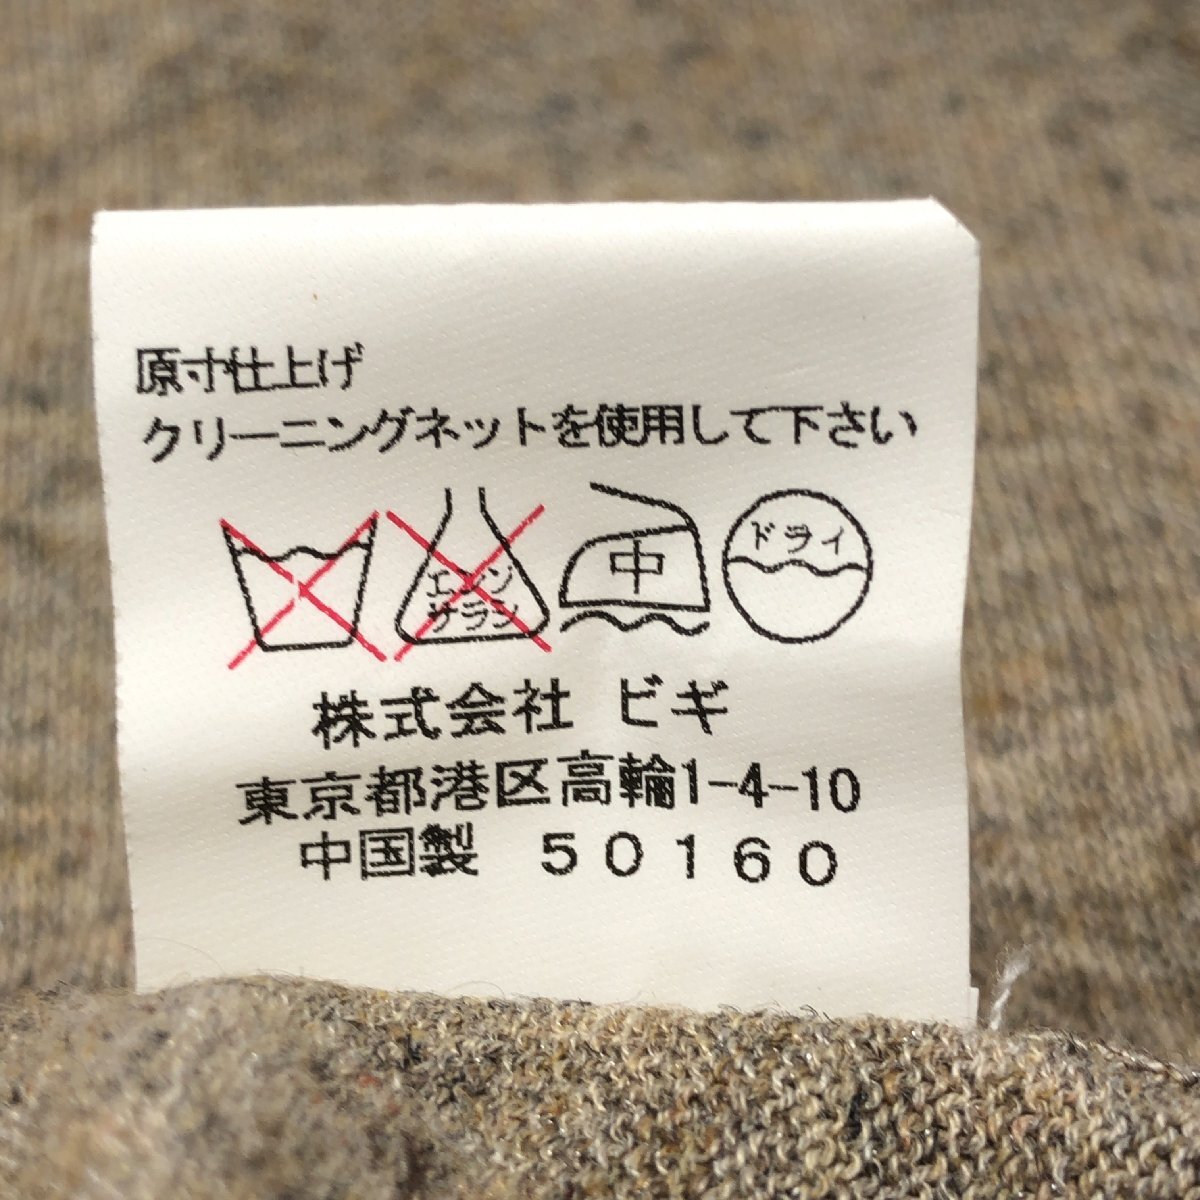 原寸仕上げ
クリーニングネットを使用して下さい
エンソ
サラシ
中
ドライ
株式会社 ビギ
東京都港区高輪1-4-10
中国製 50160